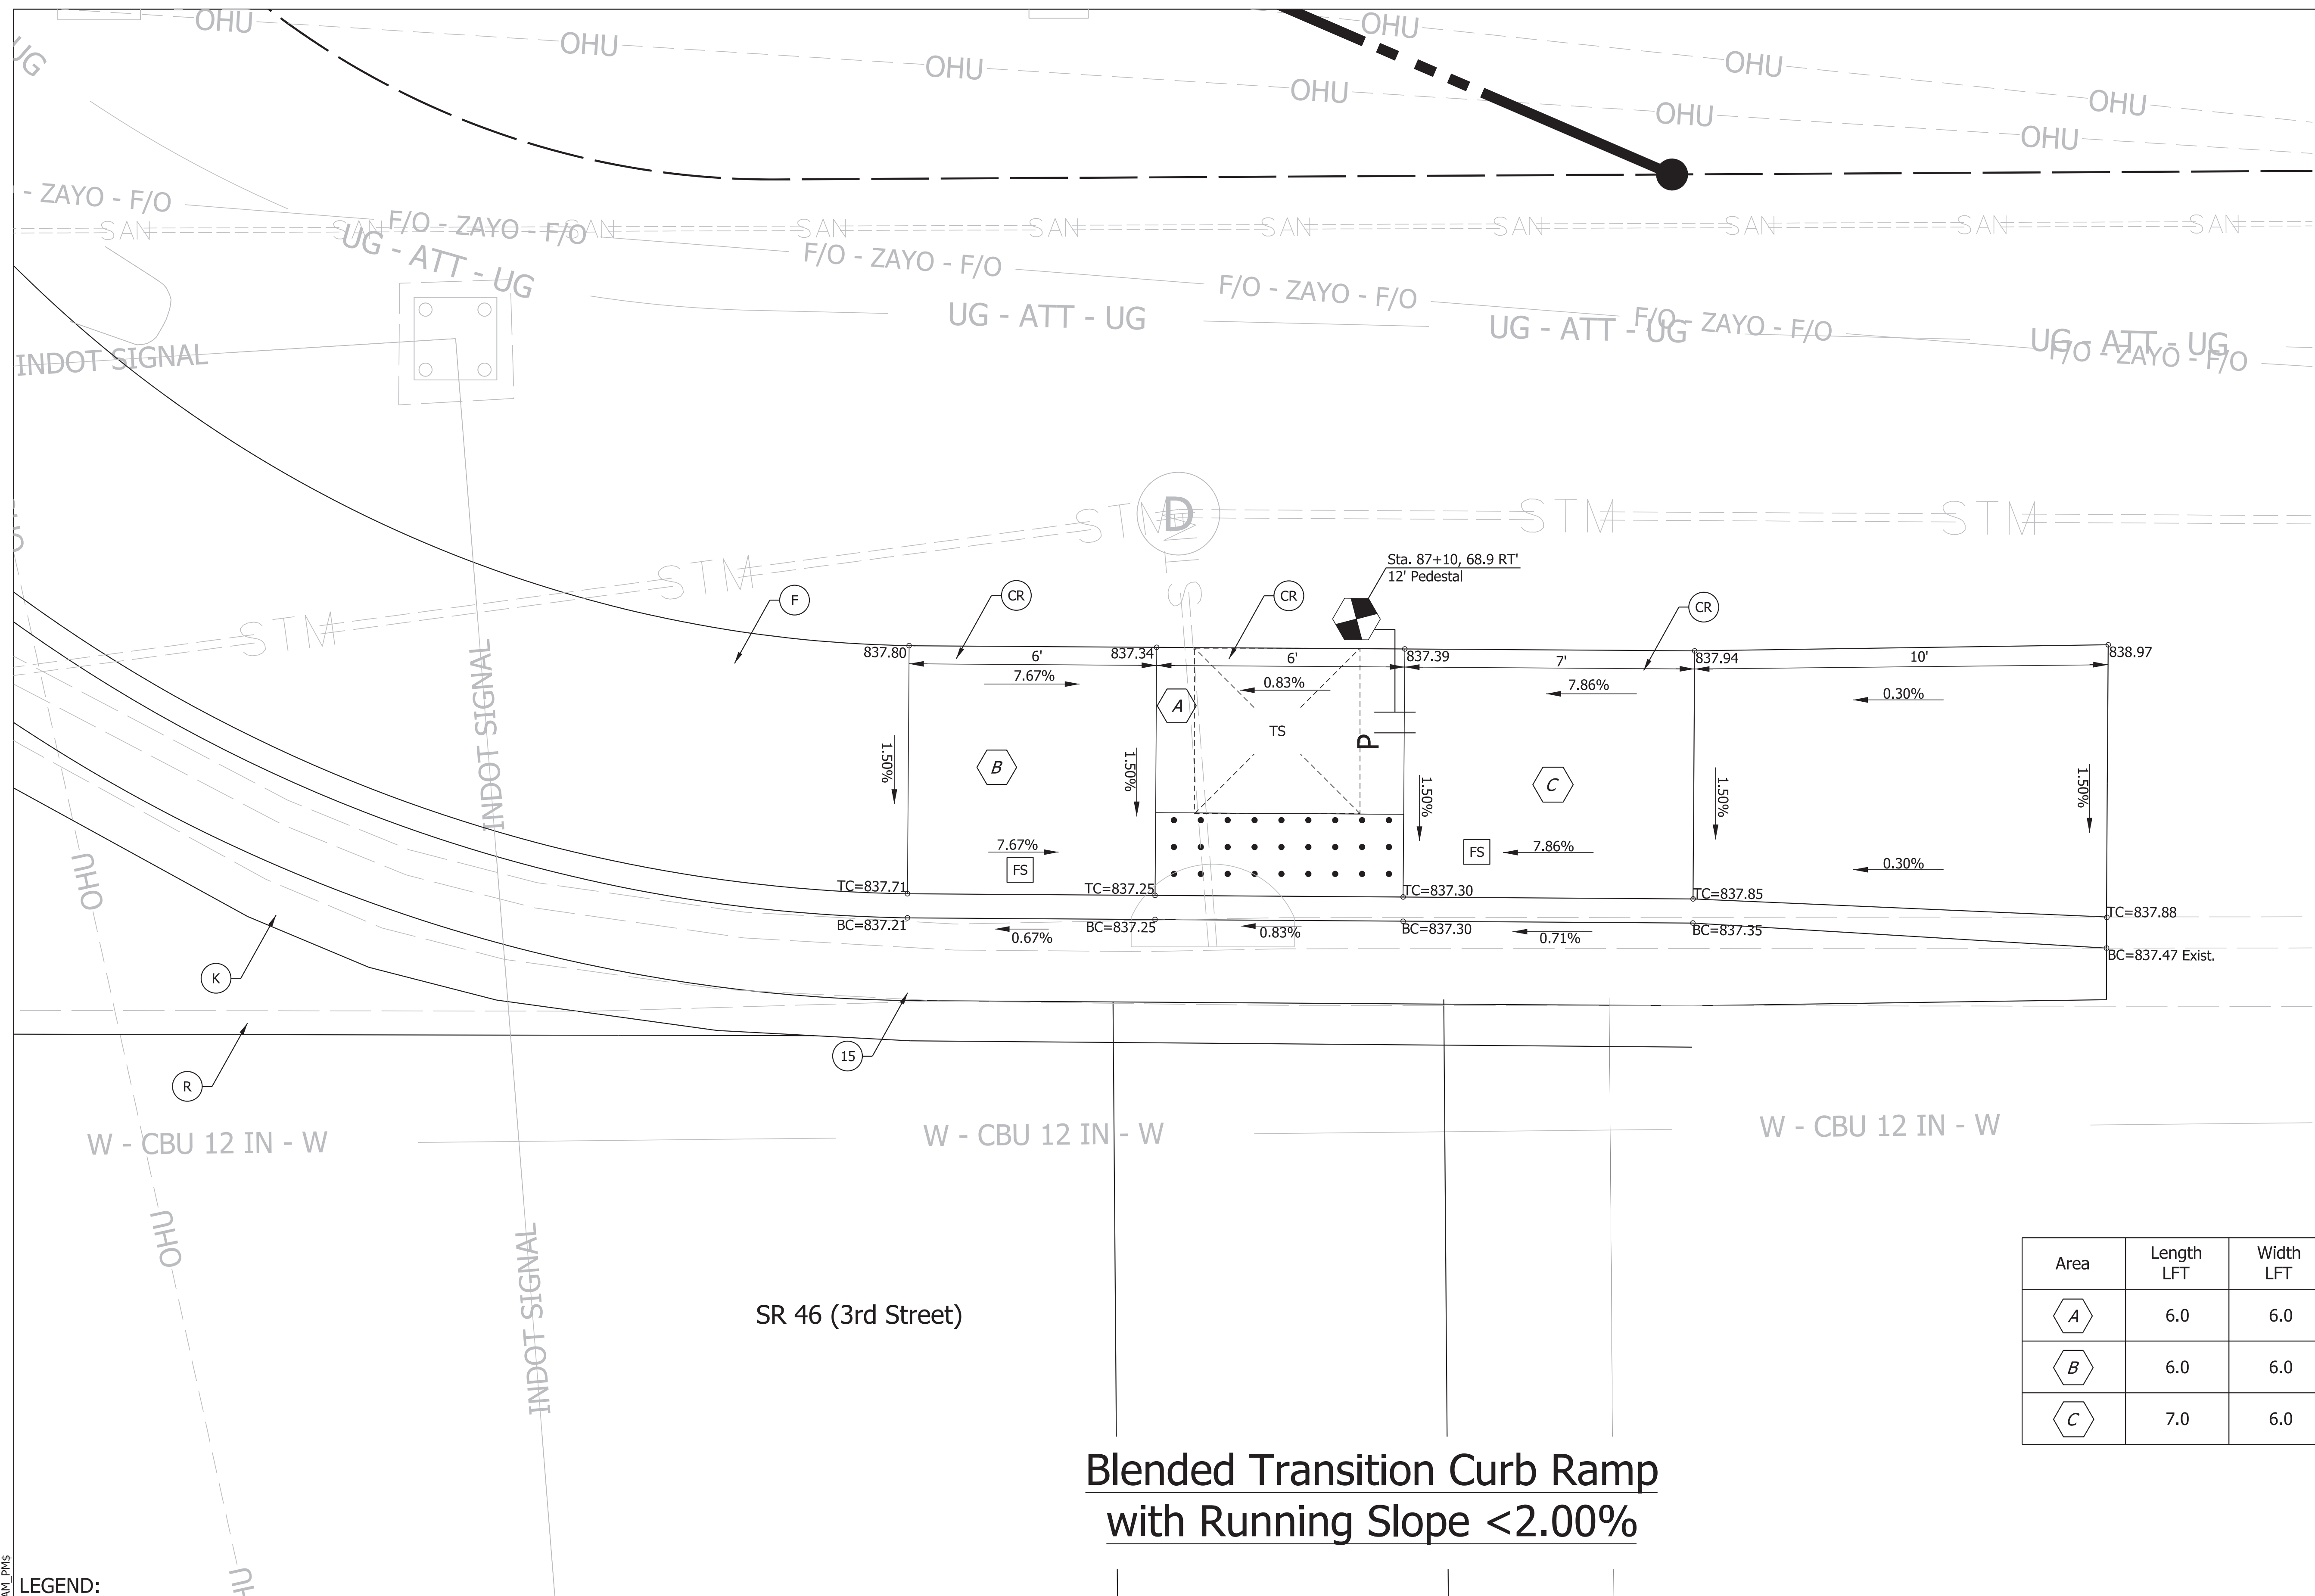 OHU
OHU
OHU
OHU
OHU
OHU
OHU
OHU
OHU
UG
- ZAYO - F/O
F/O - ZAYO - F/O
F/O - ZAYO - F/O
F/O - ZAYO - F/O
F/O - ZAYO - F/O
F/O - ZAYO - F/O
SAN
SAN
SAN
SAN
SAN
SAN
SAN
SAN
SAN
SAN
UG - ATT - UG
UG - ATT - UG
UG - ATT - UG
UG - ATT - UG
INDOT SIGNAL
STM
STM
STM
STM
STM
STM
D
Sta. 87+10, 68.9 RT'
12' Pedestal
F
CR
CR
CR
837.80
6'
837.34
6'
837.39
7'
837.94
10'
838.97
7.67%
0.83%
7.86%
0.30%
A
TS
P
B
C
1.50%
1.50%
1.50%
1.50%
1.50%
7.67%
FS
FS
7.86%
0.30%
TC=837.71
TC=837.25
TC=837.30
TC=837.85
TC=837.88
BC=837.21
0.67%
BC=837.25
0.83%
BC=837.30
0.71%
BC=837.35
BC=837.47 Exist.
INDOT SIGNAL
OHU
K
R
15
W - CBU 12 IN - W
W - CBU 12 IN - W
W - CBU 12 IN - W
OHU
INDOT SIGNAL
SR 46 (3rd Street)
Area Length LFT Width LFT
A 6.0 6.0
B 6.0 6.0
C 7.0 6.0
Blended Transition Curb Ramp
with Running Slope <2.00%
LEGEND:
AM_PM$